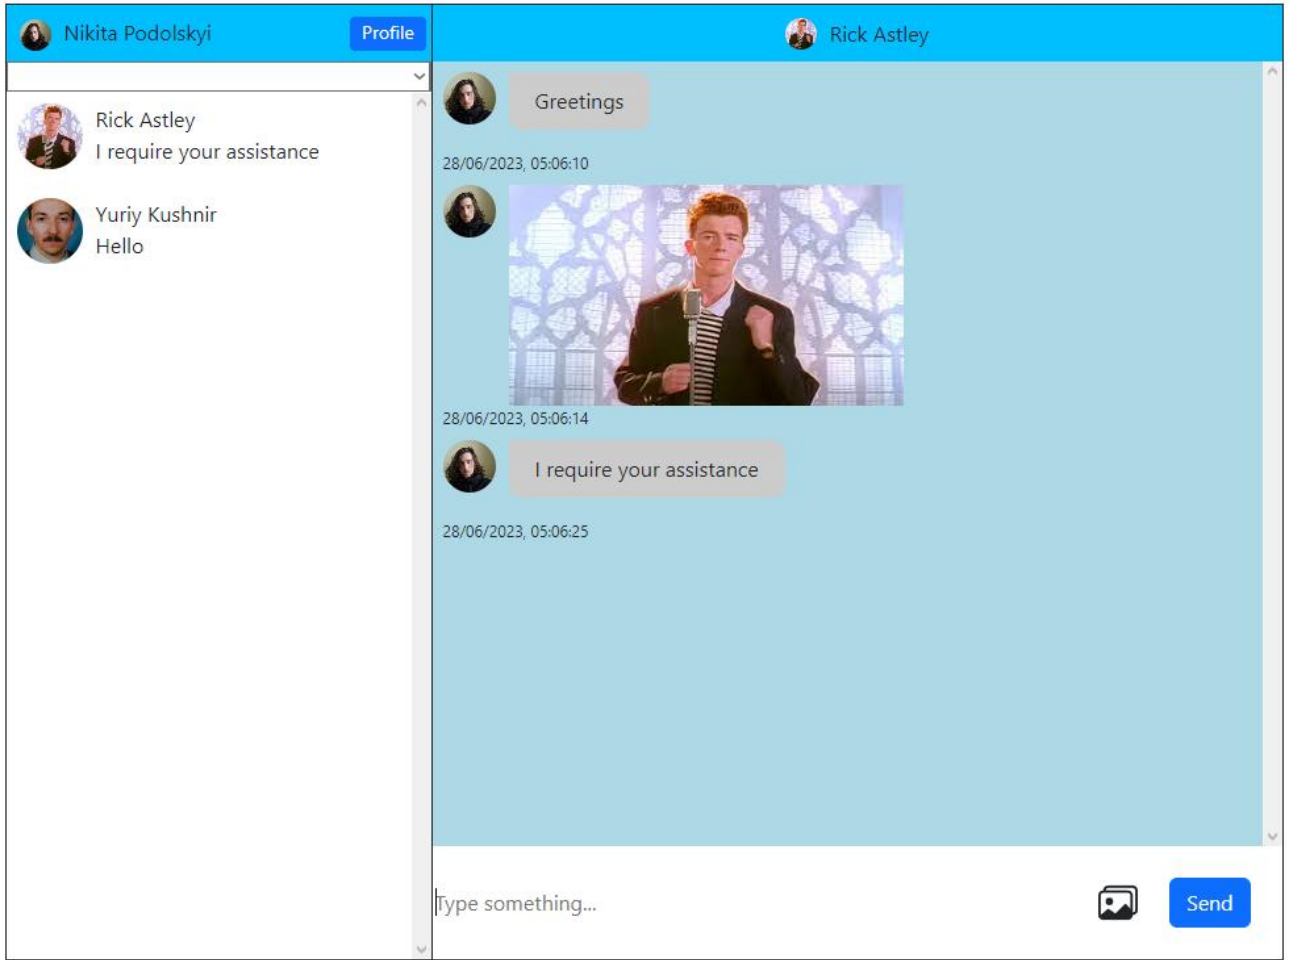 Nikita Podolskyi
Profile
Rick Astley
I require your assistance
Yuriy Kushnir
Hello
Rick Astley
Greetings
28/06/2023, 05:06:10
28/06/2023, 05:06:14
I require your assistance
28/06/2023, 05:06:25
Type something...
Send